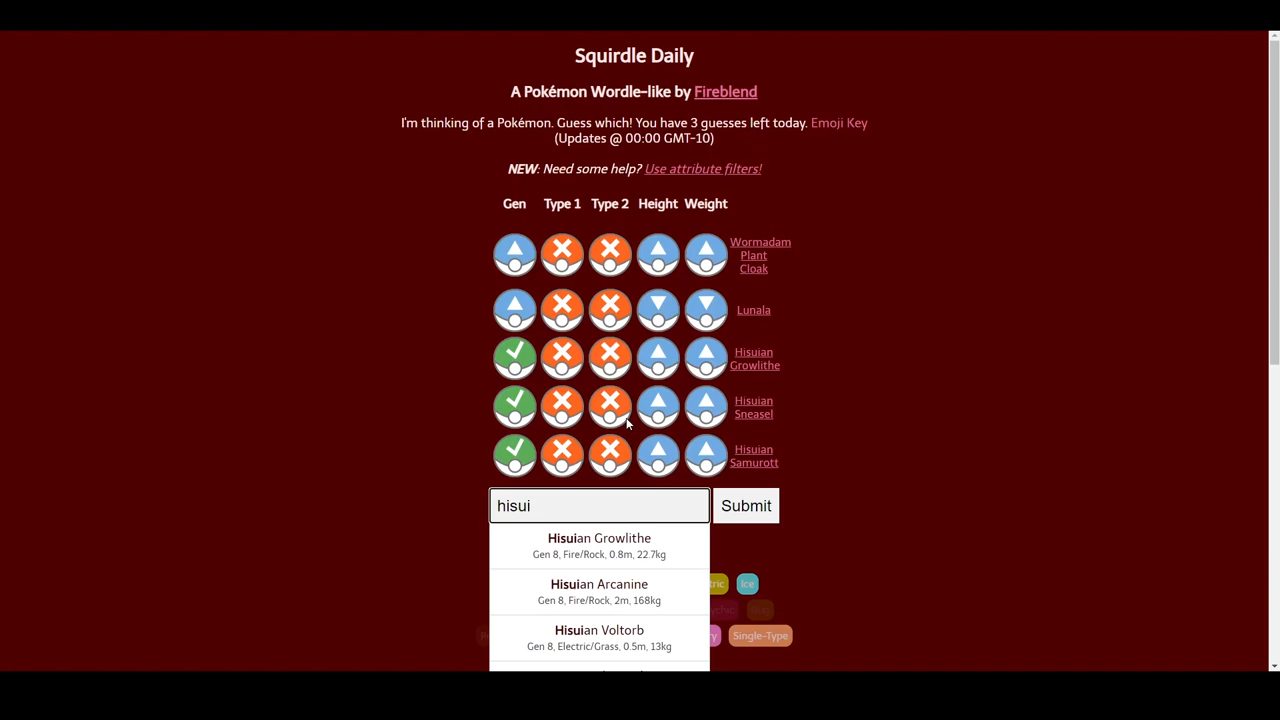 Squirdle Daily
A Pokémon Wordle-like by Fireblend
I'm thinking of a Pokémon. Guess which! You have 3 guesses left today. Emoji Key
(Updates @ 00:00 GMT-10)
NEW: Need some help? Use attribute filters!
Gen Type 1 Type 2 Height Weight
Wormadam
Plant
Cloak
Lunala
Hisuian
Growlithe
Hisuian
Sneasel
Hisuian
Samurott
hisui Submit
Hisuian Growlithe
Gen 8, Fire/Rock, 0.8m, 22.7kg
Hisuian Arcanine
Gen 8, Fire/Rock, 2m, 168kg
tric Ice
ychic Bug
Hisuian Voltorb
y Single-Type
Gen 8, Electric/Grass, 0.5m, 13kg